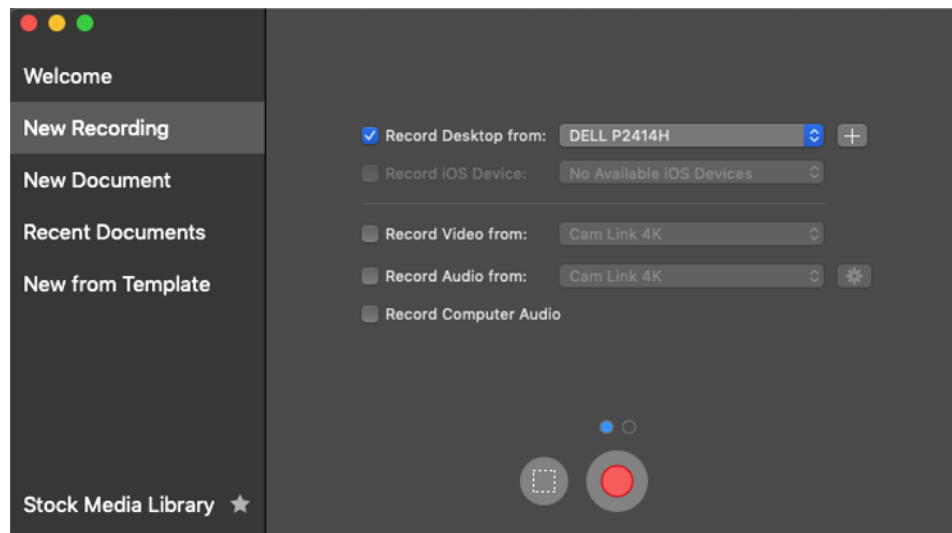 Welcome
New Recording
New Document
Recent Documents
New from Template
Stock Media Library
Record Desktop from: DELL P2414H
Record iOS Device: No Available iOS Devices
Record Video from: Cam Link 4K
Record Audio from: Cam Link 4K
Record Computer Audio